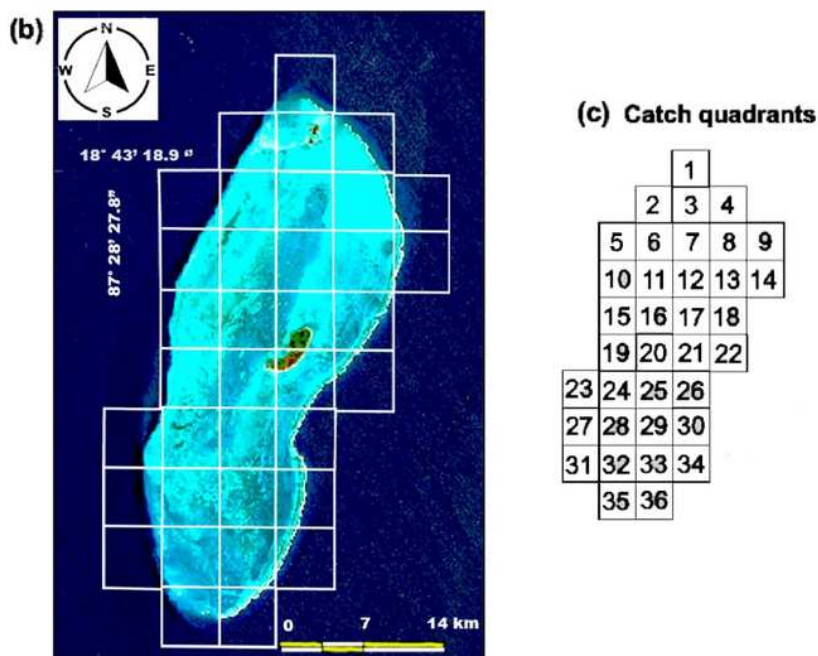 (b)
N
W E
S
18° 43' 18.9 "
87° 28' 27.8"
0 7 14 km
(c) Catch quadrants
1
2 3 4
5 6 7 8 9
10 11 12 13 14
15 16 17 18
19 20 21 22
23 24 25 26
27 28 29 30
31 32 33 34
35 36